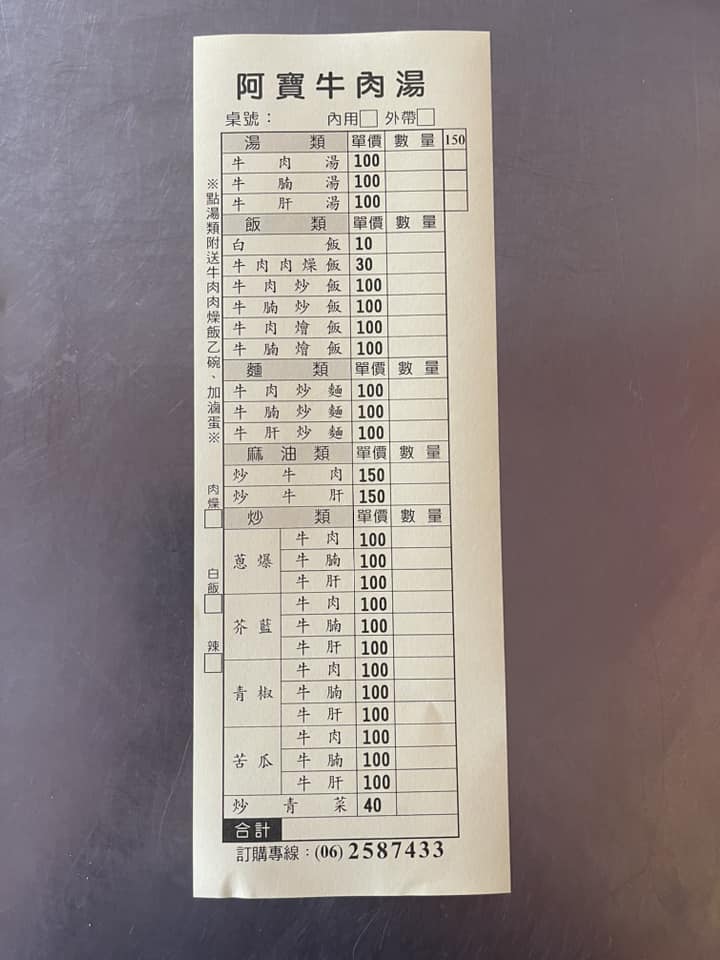 阿寶牛肉湯
桌號： 內用□ 外帶□
湯類 單價 數量 150
牛肉湯 100
牛腩湯 100
牛肝湯 100
飯類 單價 數量
白飯 10
牛肉肉燥飯 30
牛肉炒飯 100
牛腩炒飯 100
牛肉燴飯 100
牛腩燴飯 100
麵類 單價 數量
牛肉炒麵 100
牛腩炒麵 100
牛肝炒麵 100
麻油類 單價 數量
炒牛肉 150
炒牛肝 150
炒類 單價 數量
蔥爆 牛肉 100
牛腩 100
牛肝 100
芥藍 牛肉 100
牛腩 100
牛肝 100
青椒 牛肉 100
牛腩 100
牛肝 100
苦瓜 牛肉 100
牛腩 100
牛肝 100
炒青菜 40
合計
訂購專線：(06) 2587433
※點湯類附送牛肉肉燥飯乙碗、加滷蛋※
肉燥□
白飯□
辣□